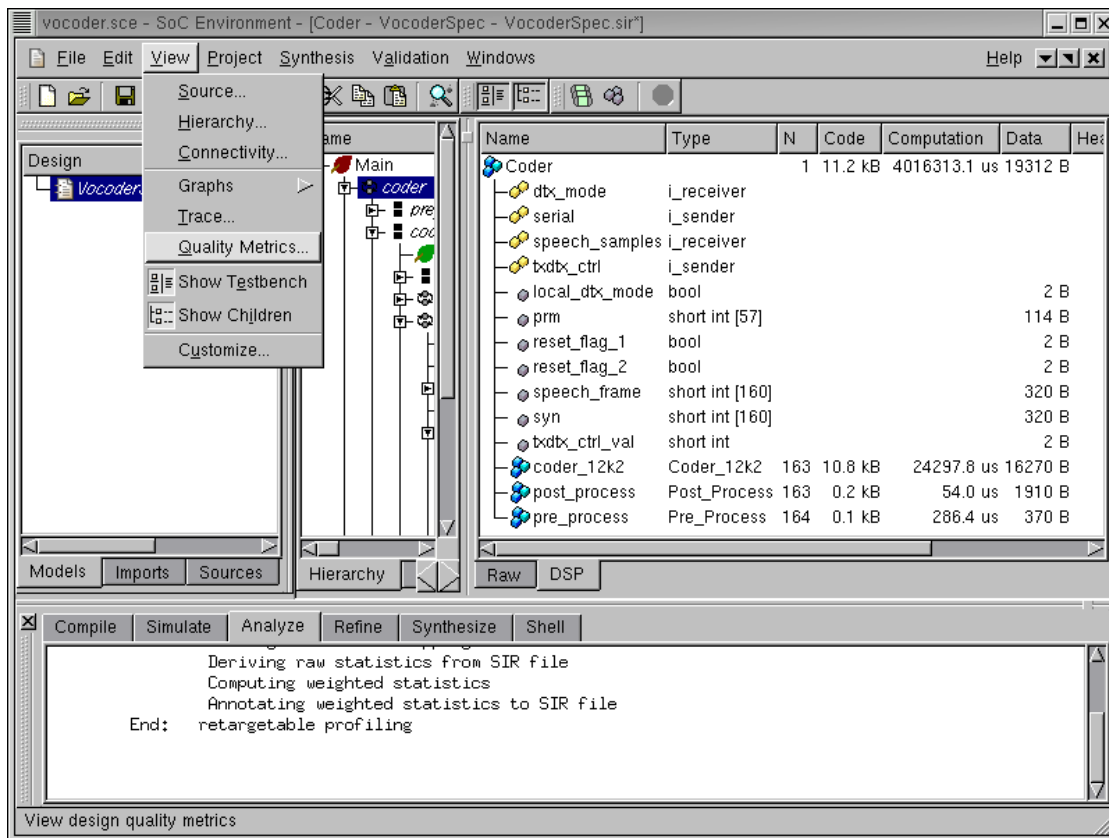 vocoder.sce - SoC Environment - [Coder - VocoderSpec - VocoderSpec.sir*]
File Edit View Project Synthesis Validation Windows Help
Source...
Hierarchy...
Connectivity...
Graphs
Trace...
Quality Metrics...
Show Testbench
Show Children
Customize...
Design
Vocoder
Models Imports Sources
ame
Main
coder
pre
coc
Hierarchy
Name Type N Code Computation Data Hea
Coder 1 11.2 kB 4016313.1 us 19312 B
dtx_mode i_receiver
serial i_sender
speech_samples i_receiver
txdtx_ctrl i_sender
local_dtx_mode bool 2 B
prm short int [57] 114 B
reset_flag_1 bool 2 B
reset_flag_2 bool 2 B
speech_frame short int [160] 320 B
syn short int [160] 320 B
txdtx_ctrl_val short int 2 B
coder_12k2 Coder_12k2 163 10.8 kB 24297.8 us 16270 B
post_process Post_Process 163 0.2 kB 54.0 us 1910 B
pre_process Pre_Process 164 0.1 kB 286.4 us 370 B
Raw DSP
Compile Simulate Analyze Refine Synthesize Shell
Deriving raw statistics from SIR file
Computing weighted statistics
Annotating weighted statistics to SIR file
End: retargetable profiling
View design quality metrics